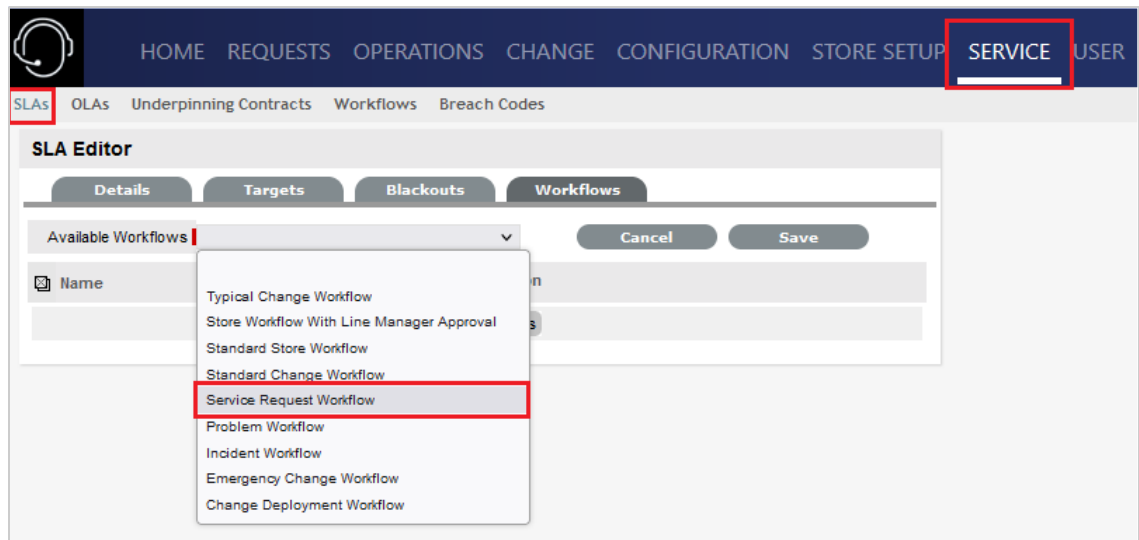 HOME REQUESTS OPERATIONS CHANGE CONFIGURATION STORE SETUP SERVICE USER
SLAs OLAs Underpinning Contracts Workflows Breach Codes
SLA Editor
Details Targets Blackouts Workflows
Available Workflows Cancel Save
Name
Typical Change Workflow
Store Workflow With Line Manager Approval
Standard Store Workflow
Standard Change Workflow
Service Request Workflow
Problem Workflow
Incident Workflow
Emergency Change Workflow
Change Deployment Workflow